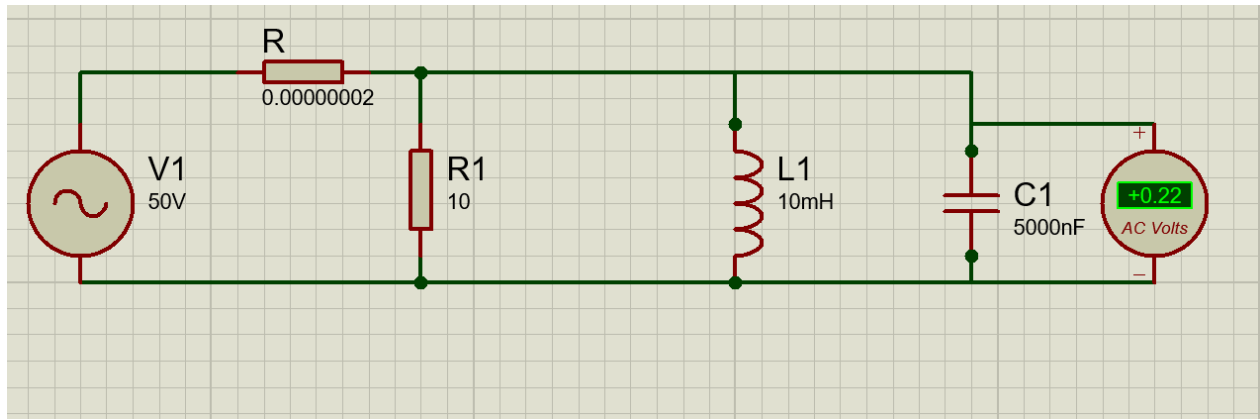 R
0.00000002
V1
50V
R1
10
L1
10mH
C1
5000nF
+
+0.22
AC Volts
−